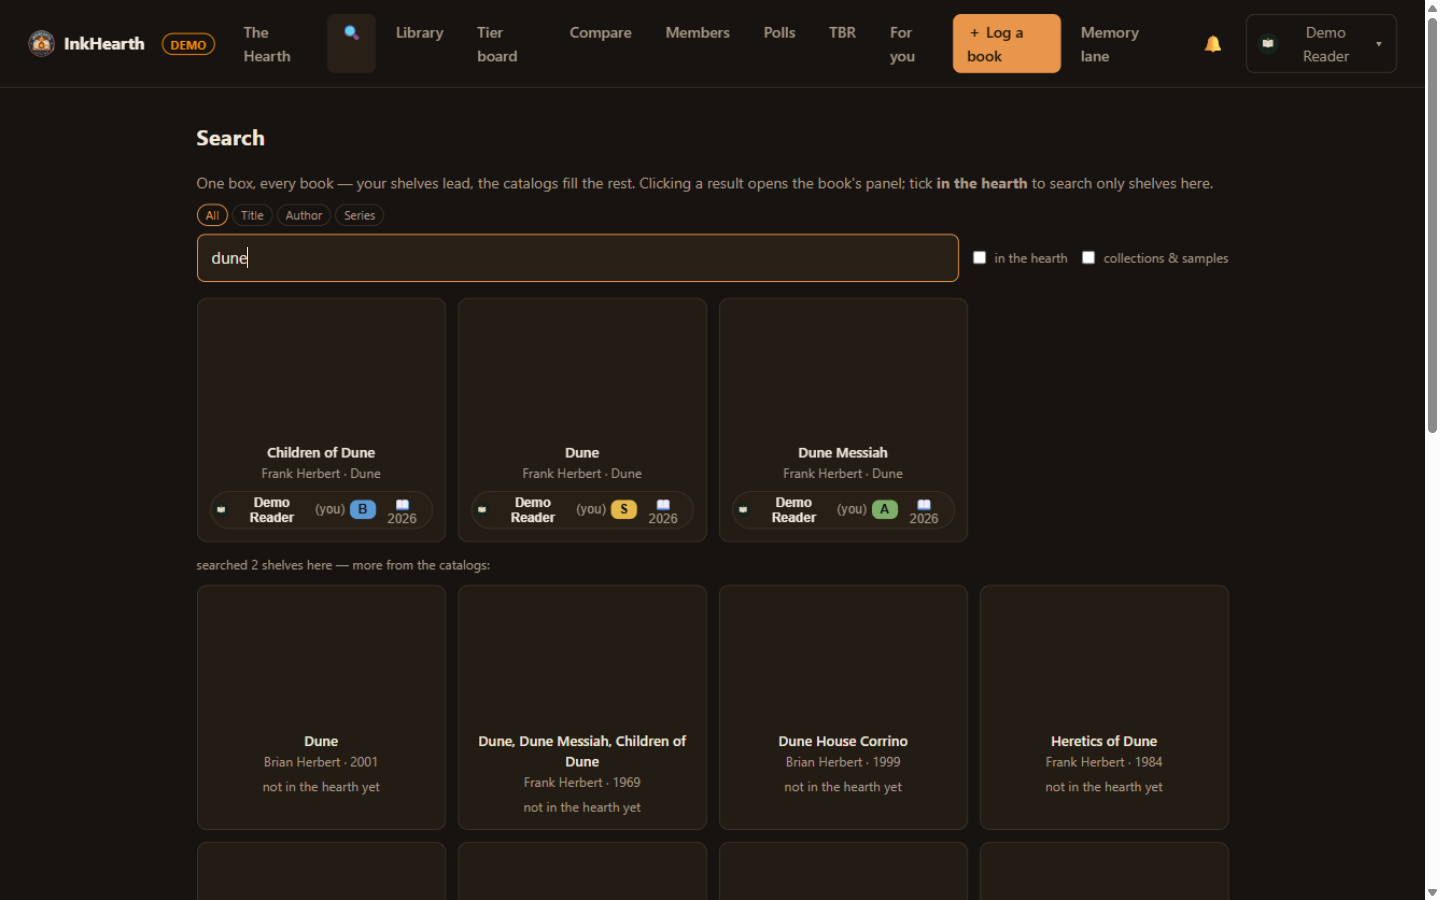 InkHearth DEMO The Hearth Library Tier board Compare Members Polls TBR For you + Log a book Memory lane Demo Reader ▾
Search
One box, every book — your shelves lead, the catalogs fill the rest. Clicking a result opens the book's panel; tick in the hearth to search only shelves here.
All Title Author Series
dune
in the hearth collections & samples
Children of Dune
Frank Herbert · Dune
Demo Reader (you) B 2026
Dune
Frank Herbert · Dune
Demo Reader (you) S 2026
Dune Messiah
Frank Herbert · Dune
Demo Reader (you) A 2026
searched 2 shelves here — more from the catalogs:
Dune
Brian Herbert · 2001
not in the hearth yet
Dune, Dune Messiah, Children of
Dune
Frank Herbert · 1969
not in the hearth yet
Dune House Corrino
Brian Herbert · 1999
not in the hearth yet
Heretics of Dune
Frank Herbert · 1984
not in the hearth yet